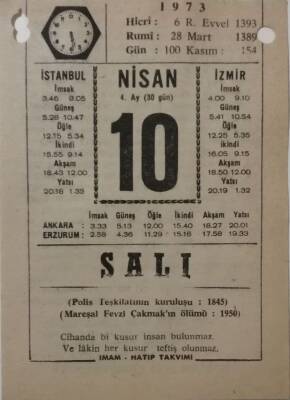 1973
Hicri : 6 R. Evvel 1393
Rumi : 28 Mart 1389
Gün : 100 Kasım : 154
İSTANBUL
İmsak
3.46 9.05
Güneş
5.28 10.47
Öğle
12.15 5.34
İkindi
15.55 9.14
Akşam
18.43 12.00
Yatsı
20.18 1.35
NİSAN
4. Ay (30 gün)
10
İZMİR
İmsak
4.00 9.10
Güneş
5.41 10.54
Öğle
12.25 5.35
İkindi
16.05 9.15
Akşam
18.50 12.00
Yatsı
20.19 1.32
İmsak Güneş Öğle İkindi Akşam Yatsı
ANKARA : 3.33 5.13 12.00 15.40 18.27 20.01
ERZURUM : 2.58 4.36 11.29 15.16 17.58 19.33
SALI
(Polis Teşkilatının kuruluşu : 1845)
(Mareşal Fevzi Çakmak'ın ölümü : 1950)
Cihanda bi kusur insan bulunmaz.
Ve lâkin her kusur teftiş olunmaz.
İMAM - HATİP TAKVİMİ